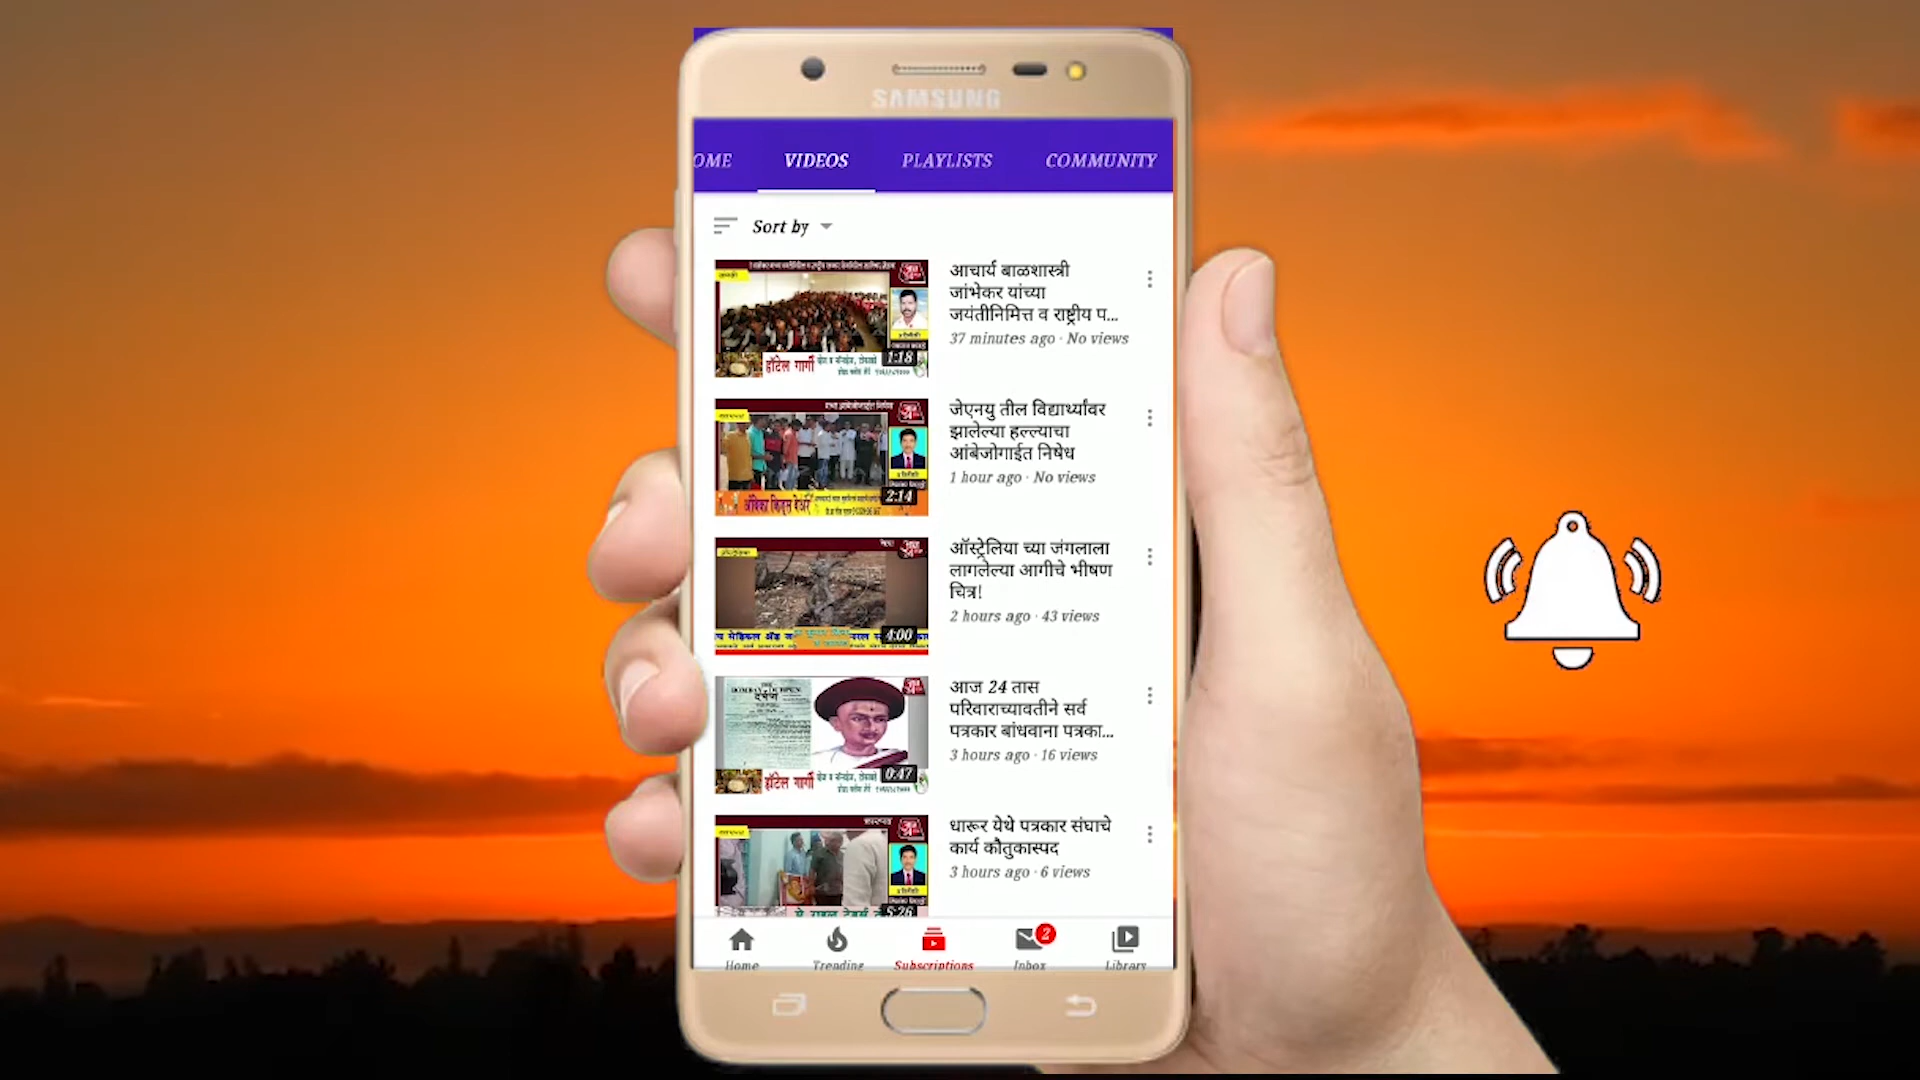 SAMSUNG
OME VIDEOS PLAYLISTS COMMUNITY
Sort by
आचार्य बाळशास्त्री
जांभेकर यांच्या
जयंतीनिमित्त व राष्ट्रीय प...
37 minutes ago · No views
हॉटेल गार्गी
1:18
जेएनयु तील विद्यार्थ्यांवर
झालेल्या हल्ल्याचा
आंबेजोगाईत निषेध
1 hour ago · No views
2:14
ऑस्ट्रेलिया च्या जंगलाला
लागलेल्या आगीचे भीषण
चित्र!
2 hours ago · 43 views
4:00
आज 24 तास
परिवाराच्यावतीने सर्व
पत्रकार बांधवाना पत्रका...
3 hours ago · 16 views
हॉटेल गार्गी
0:47
धारूर येथे पत्रकार संघाचे
कार्य कौतुकास्पद
3 hours ago · 6 views
5:26
2
Home Trending Subscriptions Inbox Library